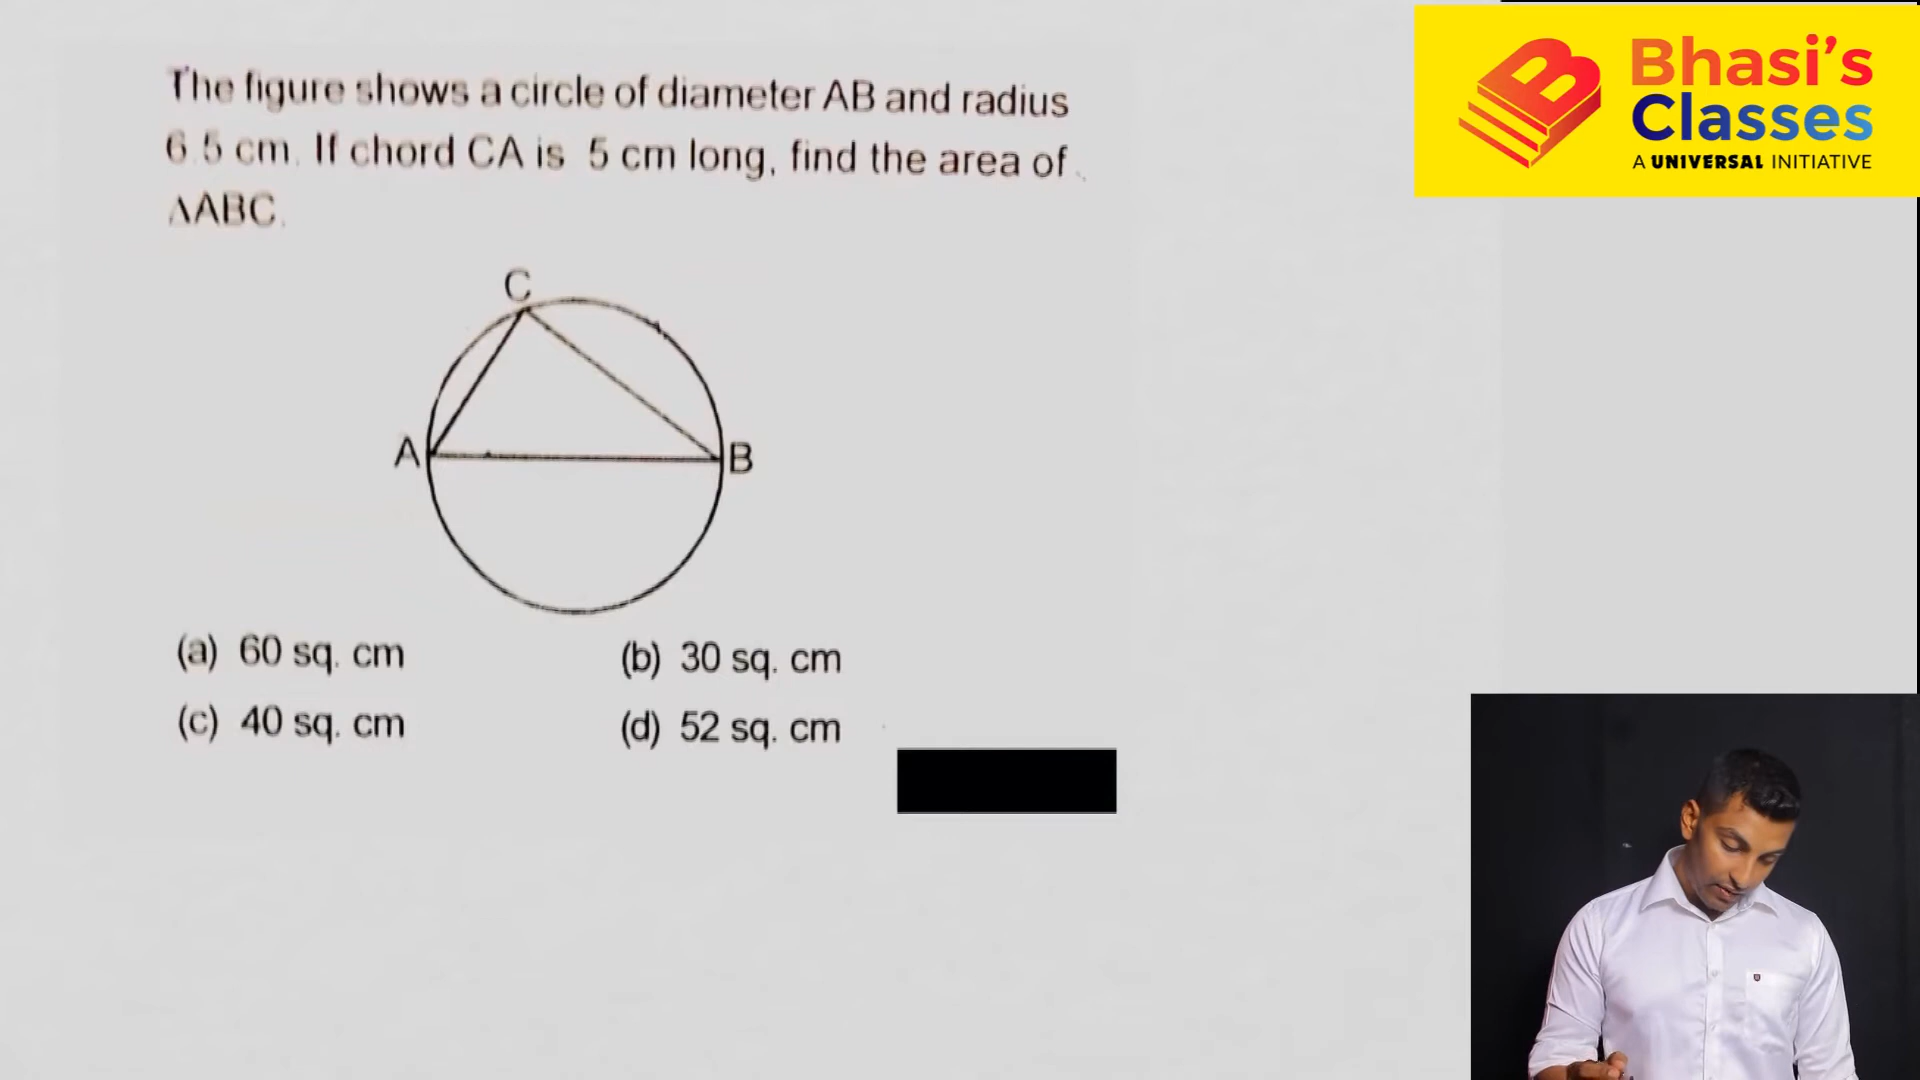 The figure shows a circle of diameter AB and radius
6.5 cm. If chord CA is 5 cm long, find the area of
ΔABC.
C
A
B
(a) 60 sq. cm
(b) 30 sq. cm
(c) 40 sq. cm
(d) 52 sq. cm
B
Bhasi's
Classes
A UNIVERSAL INITIATIVE